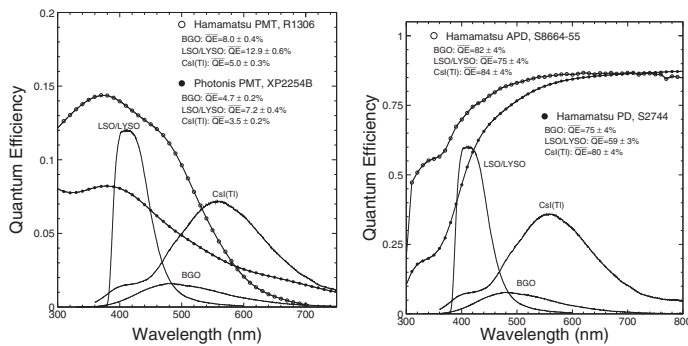 0.2
0.15
0.1
0.05
0
Quantum Efficiency
Hamamatsu PMT, R1306
BGO: QE=8.0 ± 0.4%
LSO/LYSO: QE=12.9 ± 0.6%
CsI(Tl): QE=5.0 ± 0.3%
Photonis PMT, XP2254B
BGO: QE=4.7 ± 0.2%
LSO/LYSO: QE=7.2 ± 0.4%
CsI(Tl): QE=3.5 ± 0.2%
LSO/LYSO
CsI(Tl)
BGO
300 400 500 600 700
Wavelength (nm)
1
0.75
0.5
0.25
0
Quantum Efficiency
Hamamatsu APD, S8664-55
BGO: QE=82 ± 4%
LSO/LYSO: QE=75 ± 4%
CsI(Tl): QE=84 ± 4%
Hamamatsu PD, S2744
BGO: QE=75 ± 4%
LSO/LYSO: QE=59 ± 3%
CsI(Tl): QE=80 ± 4%
LSO/LYSO
CsI(Tl)
BGO
300 400 500 600 700 800
Wavelength (nm)